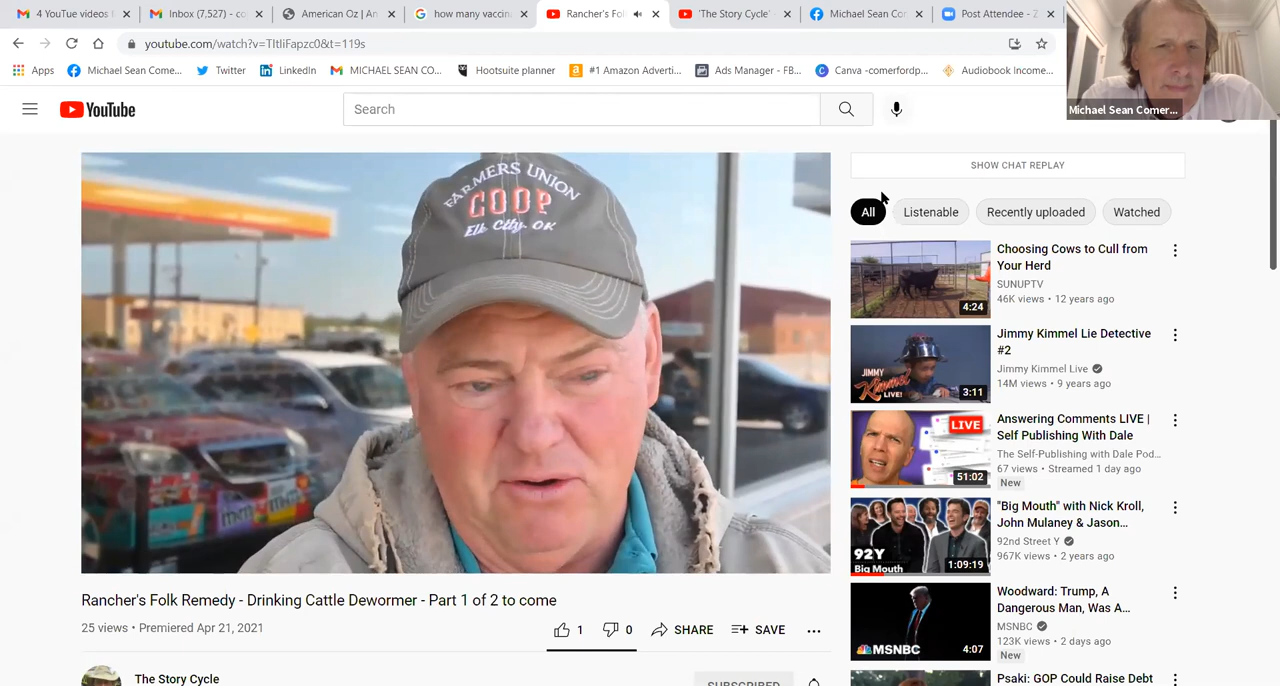 4 YouTue videos
Inbox (7,527) - co
American Oz | An
how many vaccin
Rancher's Fol
'The Story Cycle' -
Michael Sean Co
Post Attendee - Z
youtube.com/watch?v=TItliFapzc0&t=119s
Apps
Michael Sean Come...
Twitter
LinkedIn
MICHAEL SEAN CO...
Hootsuite planner
#1 Amazon Adverti...
Ads Manager - FB...
Canva -comerfordp...
Audiobook Income...
Michael Sean Comer...
YouTube
Search
SHOW CHAT REPLAY
All
Listenable
Recently uploaded
Watched
FARMERS UNION
COOP
Elk City, OK
m&m's
Rancher's Folk Remedy - Drinking Cattle Dewormer - Part 1 of 2 to come
25 views • Premiered Apr 21, 2021
1
0
SHARE
SAVE
The Story Cycle
SUBSCRIBED
Choosing Cows to Cull from
Your Herd
SUNUPTV
46K views • 12 years ago
4:24
Jimmy Kimmel Lie Detective
#2
Jimmy Kimmel Live
14M views • 9 years ago
JIMMY
KIMMEL
LIVE!
3:11
Answering Comments LIVE |
Self Publishing With Dale
The Self-Publishing with Dale Pod...
67 views • Streamed 1 day ago
New
LIVE
51:02
"Big Mouth" with Nick Kroll,
John Mulaney & Jason...
92nd Street Y
967K views • 2 years ago
92Y
Big Mouth
1:09:19
Woodward: Trump, A
Dangerous Man, Was A...
MSNBC
123K views • 2 days ago
New
MSNBC
4:07
Psaki: GOP Could Raise Debt